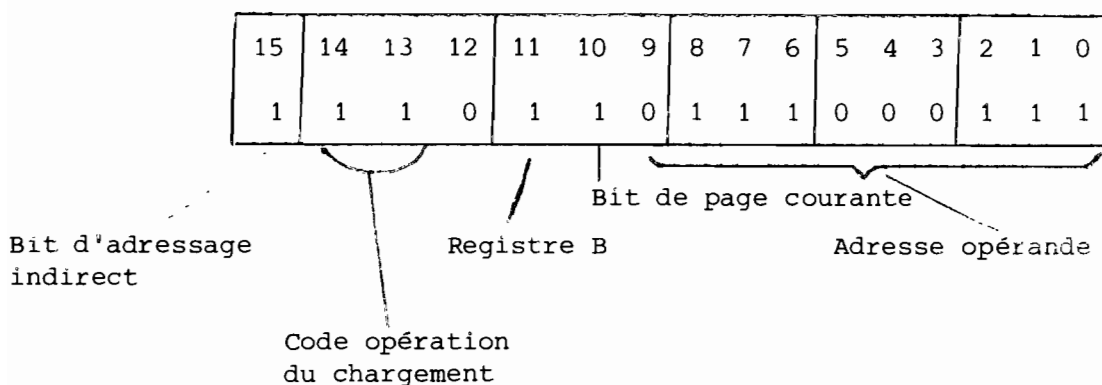 15 14 13 12 11 10 9 8 7 6 5 4 3 2 1 0
1 1 1 0 1 1 0 1 1 1 0 0 0 1 1 1
Bit de page courante
Bit d'adressage
indirect
Registre B
Adresse opérande
Code opération
du chargement